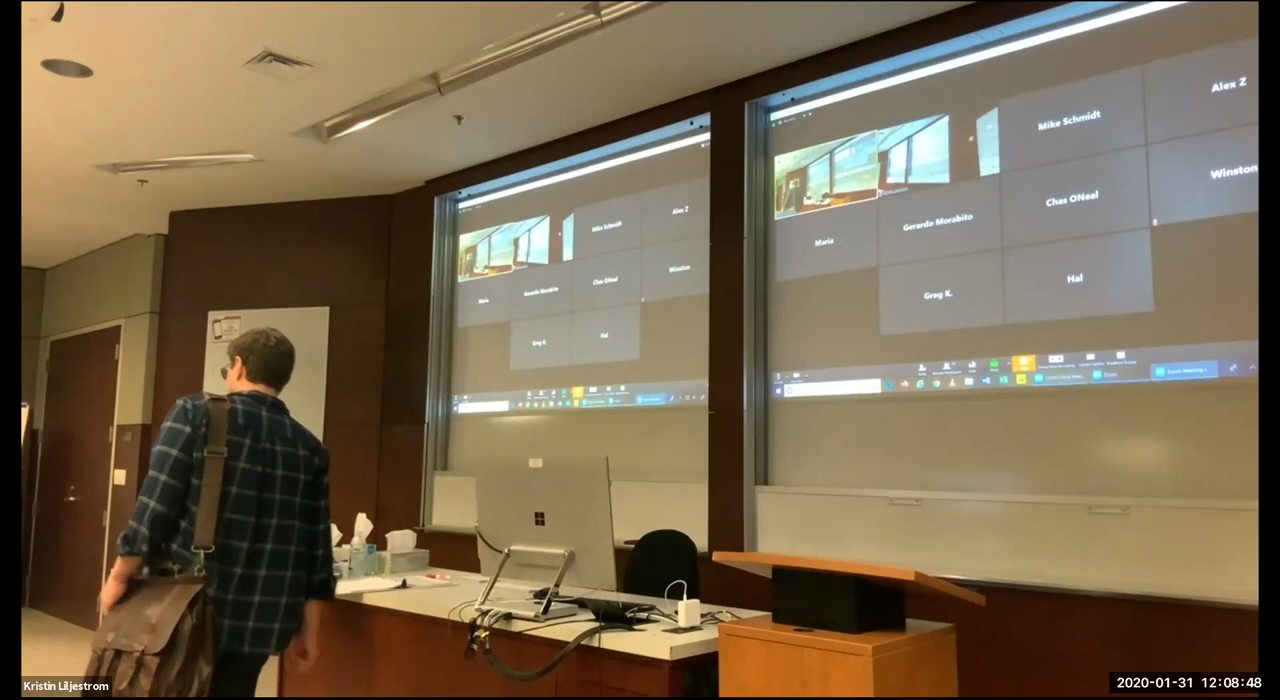 Mike Schmidt
Alex Z
Maria
Gerardo Morabito
Chas ONeal
Winston
Greg K.
Hal
Mike Schmidt
Alex Z
Maria
Gerardo Morabito
Chas ONeal
Winston
Greg K.
Hal
Kristin Liljestrom
2020-01-31 12:08:48